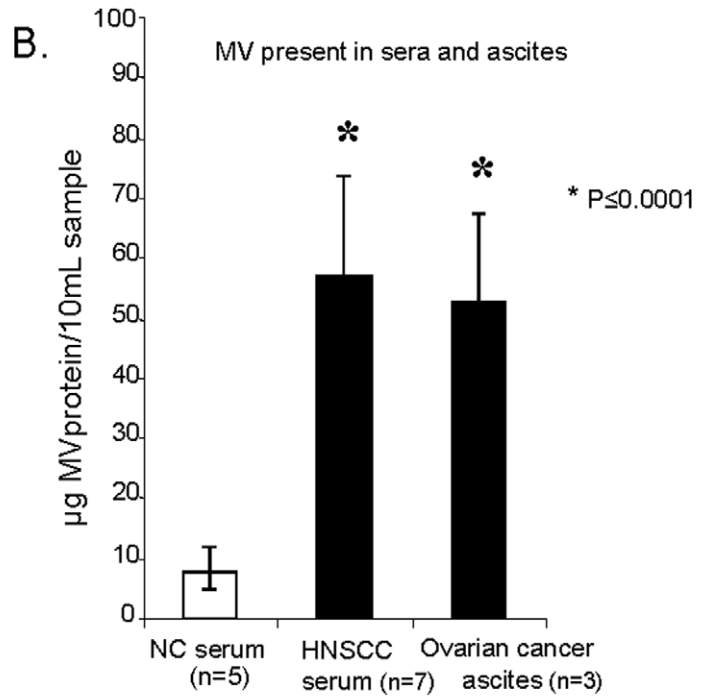 B.
MV present in sera and ascites
* P≤0.0001
µg MVprotein/10mL sample
100
90
80
70
60
50
40
30
20
10
0
*
*
NC serum
(n=5)
HNSCC
serum (n=7)
Ovarian cancer
ascites (n=3)